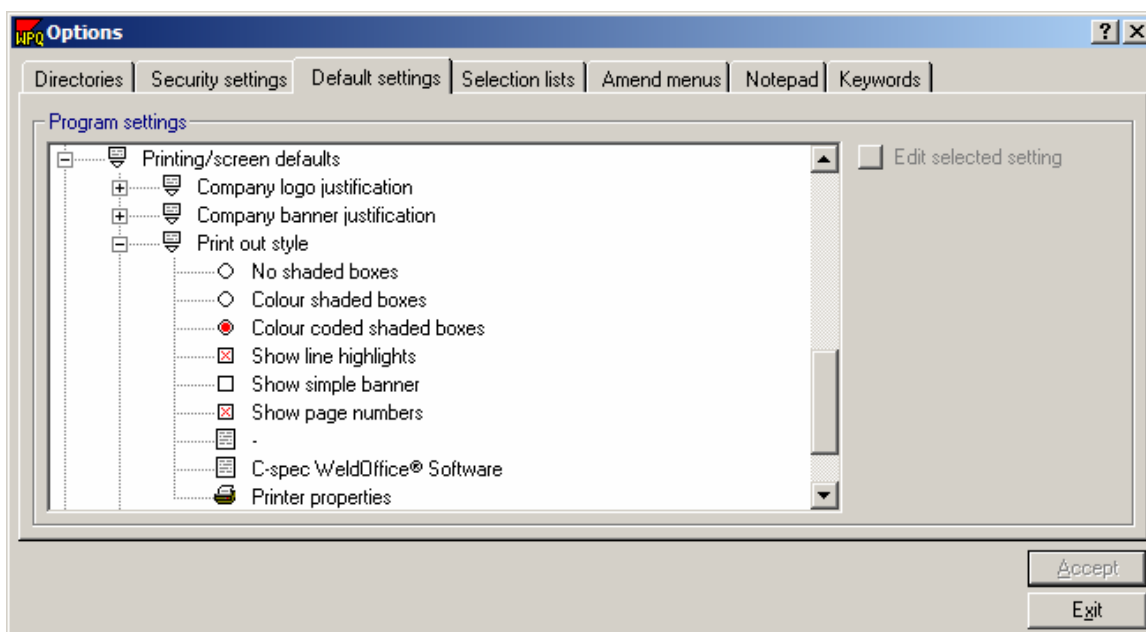 WPQ Options
Directories Security settings Default settings Selection lists Amend menus Notepad Keywords
Program settings
Printing/screen defaults
Edit selected setting
Company logo justification
Company banner justification
Print out style
No shaded boxes
Colour shaded boxes
Colour coded shaded boxes
Show line highlights
Show simple banner
Show page numbers
-
C-spec WeldOffice® Software
Printer properties
Accept
Exit